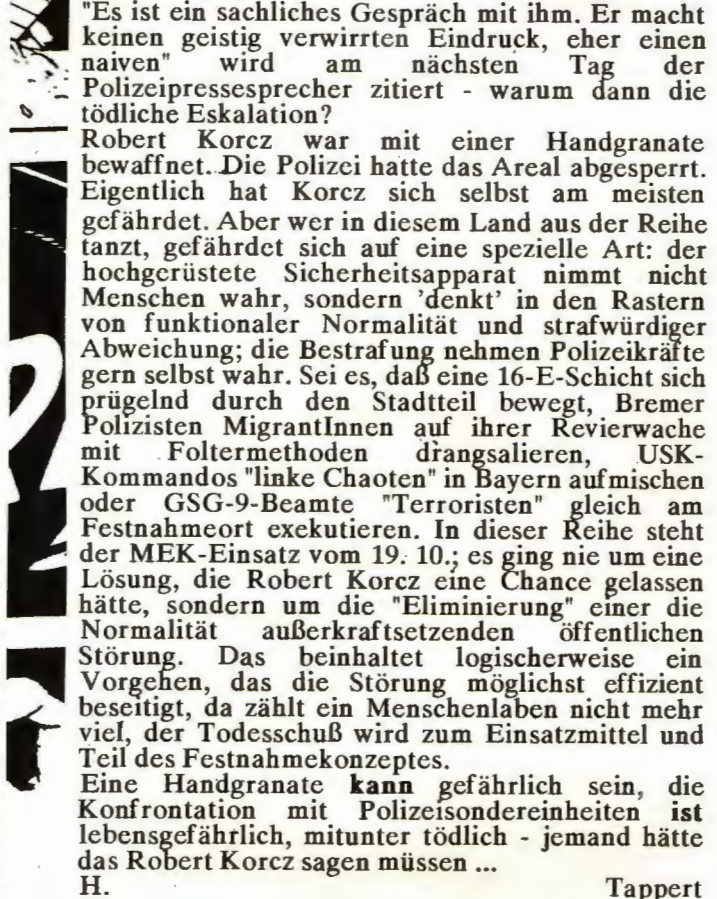 "Es ist ein sachliches Gespräch mit ihm. Er macht
keinen geistig verwirrten Eindruck, eher einen
naiven" wird am nächsten Tag der
Polizeipressesprecher zitiert - warum dann die
tödliche Eskalation?
Robert Korcz war mit einer Handgranate
bewaffnet. Die Polizei hatte das Areal abgesperrt.
Eigentlich hat Korcz sich selbst am meisten
gefährdet. Aber wer in diesem Land aus der Reihe
tanzt, gefährdet sich auf eine spezielle Art: der
hochgerüstete Sicherheitsapparat nimmt nicht
Menschen wahr, sondern 'denkt' in den Rastern
von funktionaler Normalität und strafwürdiger
Abweichung; die Bestrafung nehmen Polizeikräfte
gern selbst wahr. Sei es, daß eine 16-E-Schicht sich
prügelnd durch den Stadtteil bewegt, Bremer
Polizisten MigrantInnen auf ihrer Revierwache
mit Foltermethoden drangsalieren, USK-
Kommandos "linke Chaoten" in Bayern aufmischen
oder GSG-9-Beamte "Terroristen" gleich am
Festnahmeort exekutieren. In dieser Reihe steht
der MEK-Einsatz vom 19. 10.; es ging nie um eine
Lösung, die Robert Korcz eine Chance gelassen
hätte, sondern um die "Eliminierung" einer die
Normalität außerkraftsetzenden öffentlichen
Störung. Das beinhaltet logischerweise ein
Vorgehen, das die Störung möglichst effizient
beseitigt, da zählt ein Menschenlaben nicht mehr
viel, der Todesschuß wird zum Einsatzmittel und
Teil des Festnahmekonzeptes.
Eine Handgranate kann gefährlich sein, die
Konfrontation mit Polizeisondereinheiten ist
lebensgefährlich, mitunter tödlich - jemand hätte
das Robert Korcz sagen müssen ...
H. Tappert